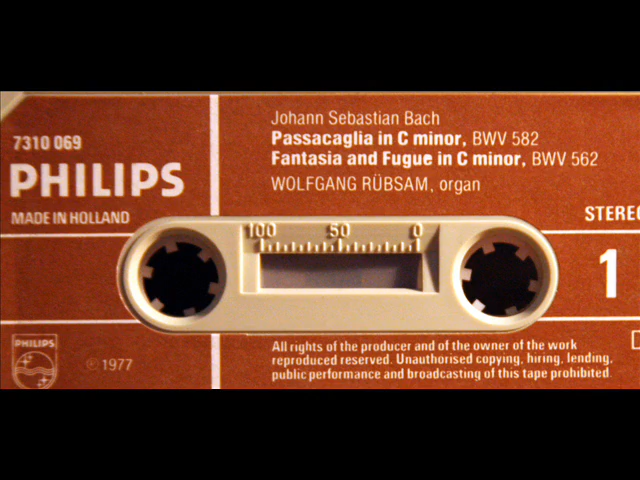 7310 069
PHILIPS
MADE IN HOLLAND
Johann Sebastian Bach
Passacaglia in C minor, BWV 582
Fantasia and Fugue in C minor, BWV 562
WOLFGANG RÜBSAM, organ
STEREO
100 50 0
1
PHILIPS
℗ 1977
All rights of the producer and of the owner of the work
reproduced reserved. Unauthorised copying, hiring, lending,
public performance and broadcasting of this tape prohibited.